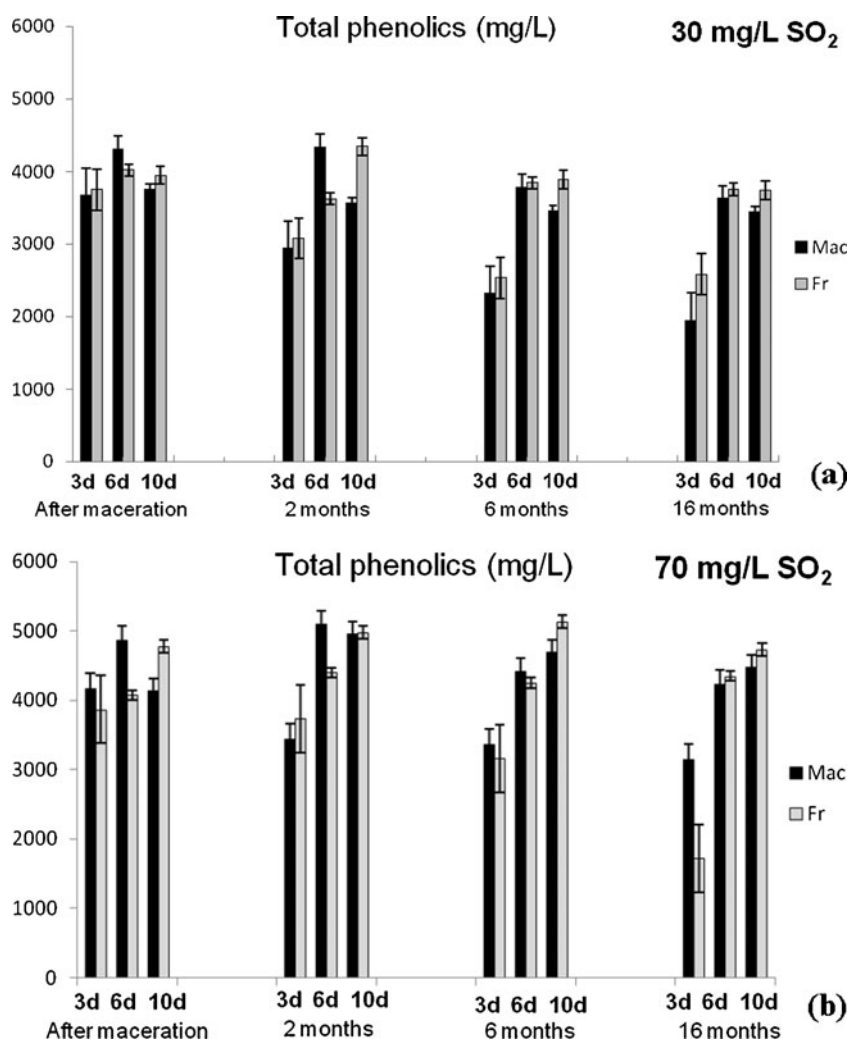 Total phenolics (mg/L) 30 mg/L SO₂
6000
5000
4000
3000
2000
1000
0
Mac
Fr
3d 6d 10d 3d 6d 10d 3d 6d 10d 3d 6d 10d
After maceration 2 months 6 months 16 months
(a)
Total phenolics (mg/L) 70 mg/L SO₂
6000
5000
4000
3000
2000
1000
0
Mac
Fr
3d 6d 10d 3d 6d 10d 3d 6d 10d 3d 6d 10d
After maceration 2 months 6 months 16 months
(b)